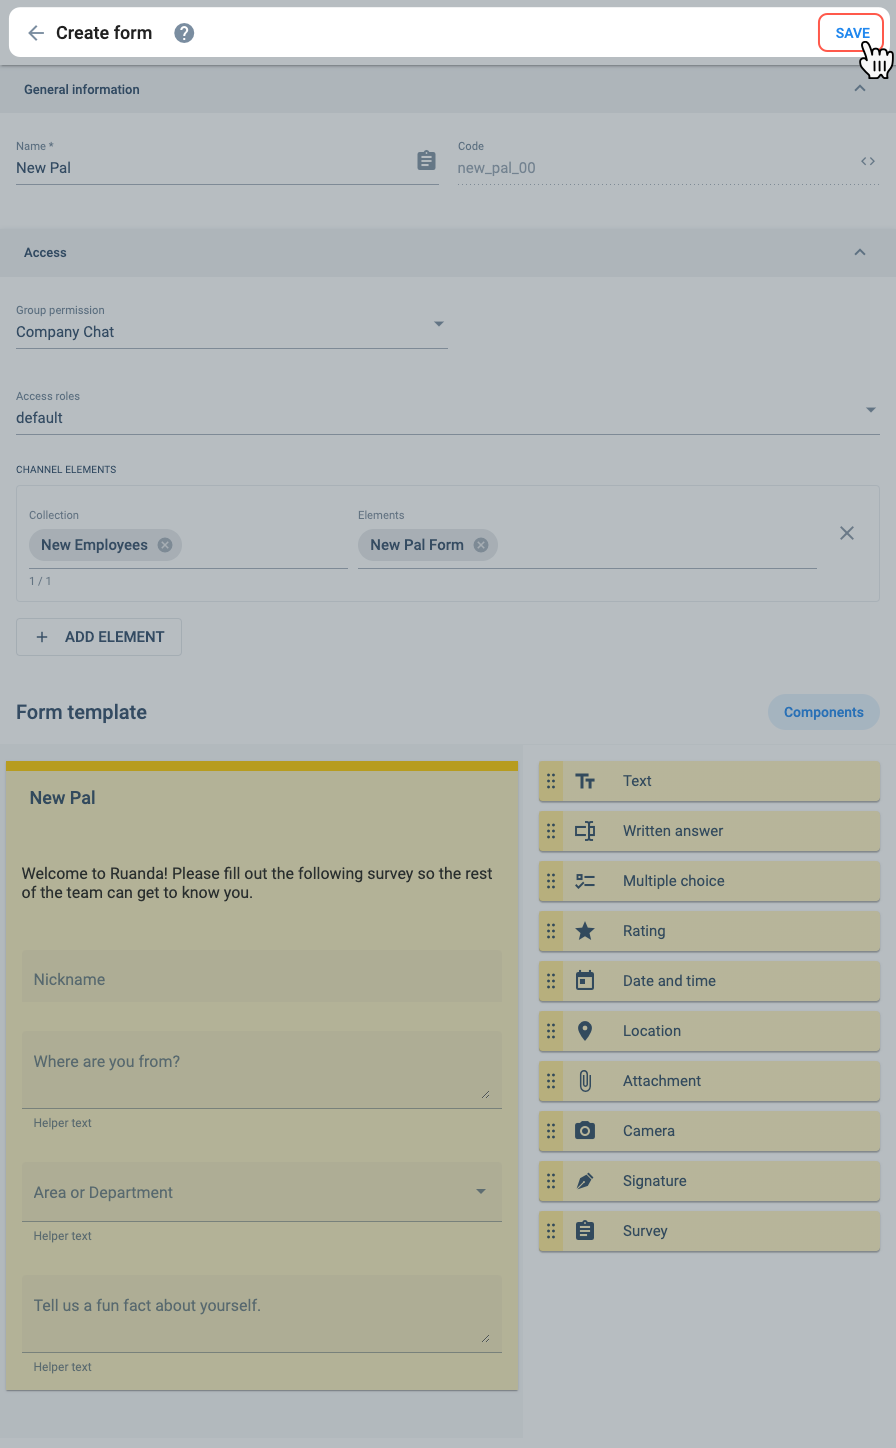 Create form
?
SAVE
General information
Name *
New Pal
Code
new_pal_00
Access
Group permission
Company Chat
Access roles
default
CHANNEL ELEMENTS
Collection
New Employees
1 / 1
Elements
New Pal Form
+ ADD ELEMENT
Form template
Components
New Pal
Welcome to Ruanda! Please fill out the following survey so the rest
of the team can get to know you.
Nickname
Where are you from?
Helper text
Area or Department
Helper text
Tell us a fun fact about yourself.
Helper text
Text
Written answer
Multiple choice
Rating
Date and time
Location
Attachment
Camera
Signature
Survey